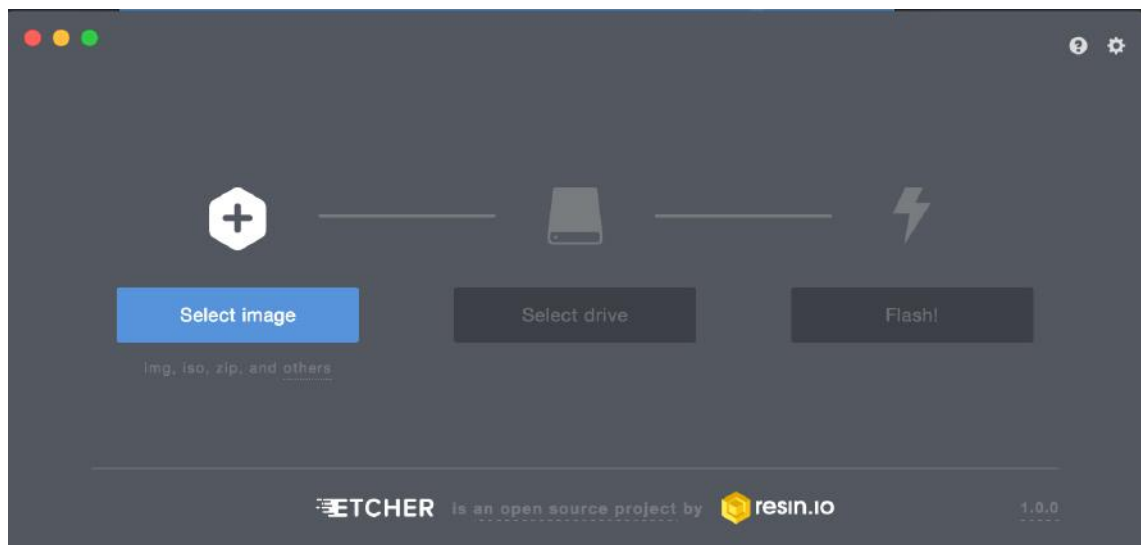 Select image
Select drive
Flash!
img, iso, zip, and others
ETCHER is an open source project by resin.io
1.0.0